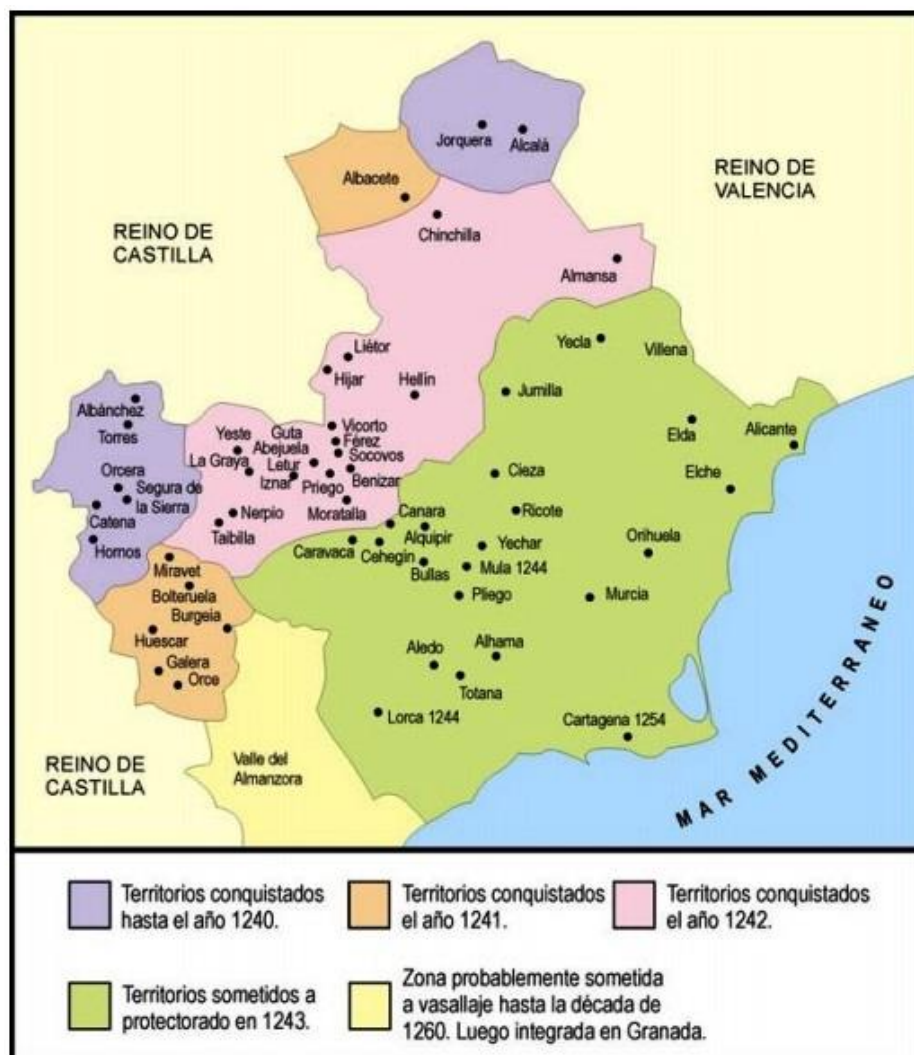 Jorquera
Alcalá
REINO DE
VALENCIA
Albacete
REINO DE
CASTILLA
Chinchilla
Almansa
Yecla
Villena
Liétor
Híjar
Hellín
Jumilla
Albánchez
Torres
Yeste
Guta
Vicorto
Elda
Alicante
Abejuela
Férez
La Graya
Letur
Socovos
Orcera
Iznar
Priego
Benizar
Cieza
Elche
Segura de
la Sierra
Catena
Nerpio
Moratalla
Canara
Ricote
Taibilla
Alquipir
Hornos
Caravaca
Cehegín
Yechar
Orihuela
Miravet
Bullas
Mula 1244
Bolteruela
Pliego
Murcia
Burgeia
Huescar
Aledo
Alhama
Galera
Orce
Totana
Lorca 1244
Cartagena 1254
REINO DE
CASTILLA
Valle del
Almanzora
MAR MEDITERRANEO
Territorios conquistados
hasta el año 1240.
Territorios conquistados
el año 1241.
Territorios conquistados
el año 1242.
Territorios sometidos a
protectorado en 1243.
Zona probablemente sometida
a vasallaje hasta la década de
1260. Luego integrada en Granada.